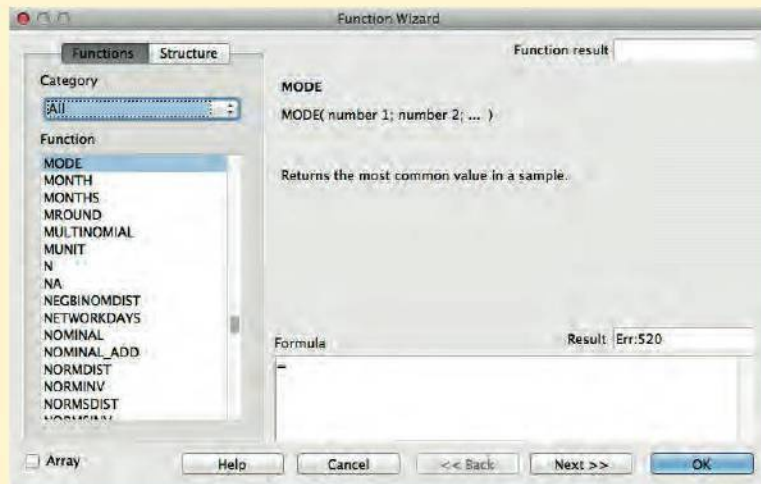 Function Wizard
Functions
Structure
Category
All
Function
MODE
MONTH
MONTHS
MROUND
MULTINOMIAL
MUNIT
N
NA
NEGBINOMDIST
NETWORKDAYS
NOMINAL
NOMINAL_ADD
NORMDIST
NORMINV
NORMSDIST
NORMSINV
Array
Function result
MODE
MODE( number 1; number 2; ... )
Returns the most common value in a sample.
Formula
Result Err:520
=
Help
Cancel
<< Back
Next >>
OK